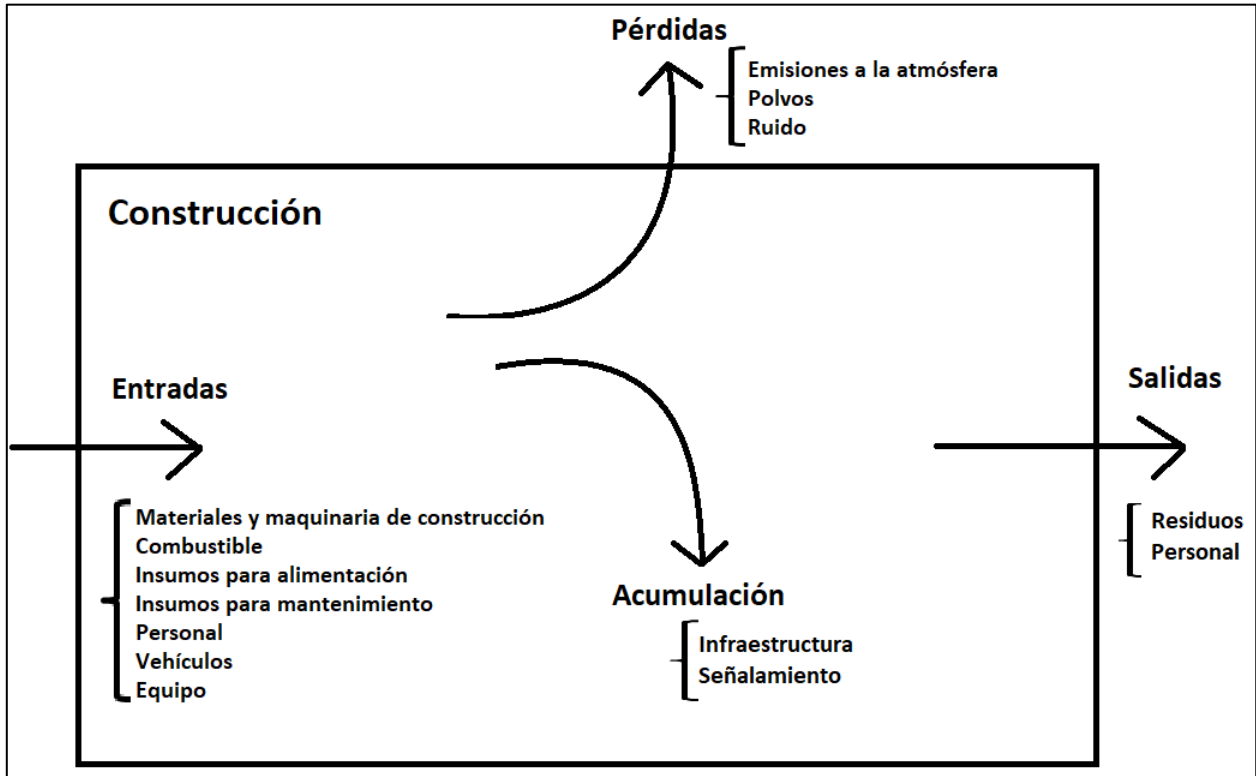 Pérdidas
Emisiones a la atmósfera
Polvos
Ruido
Construcción
Entradas
Materiales y maquinaria de construcción
Combustible
Insumos para alimentación
Insumos para mantenimiento
Personal
Vehículos
Equipo
Acumulación
Infraestructura
Señalamiento
Salidas
Residuos
Personal